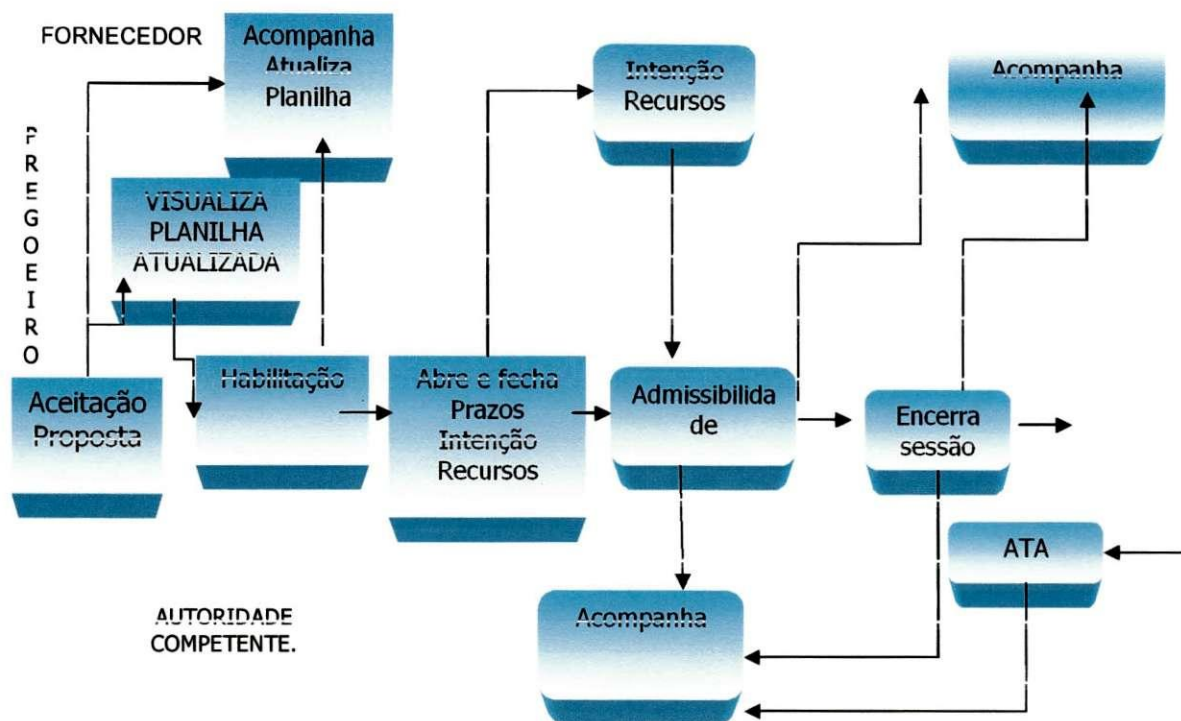 FORNECEDOR
Acompanha
Atualiza
Planilha
Intenção
Recursos
Acompanha
PREGOEIRO
VISUALIZA
PLANILHA
ATUALIZADA
Aceitação
Proposta
Habilitação
Abre e fecha
Prazos
Intenção
Recursos
Admissibilida
de
Encerra
sessão
ATA
Acompanha
AUTORIDADE
COMPETENTE.